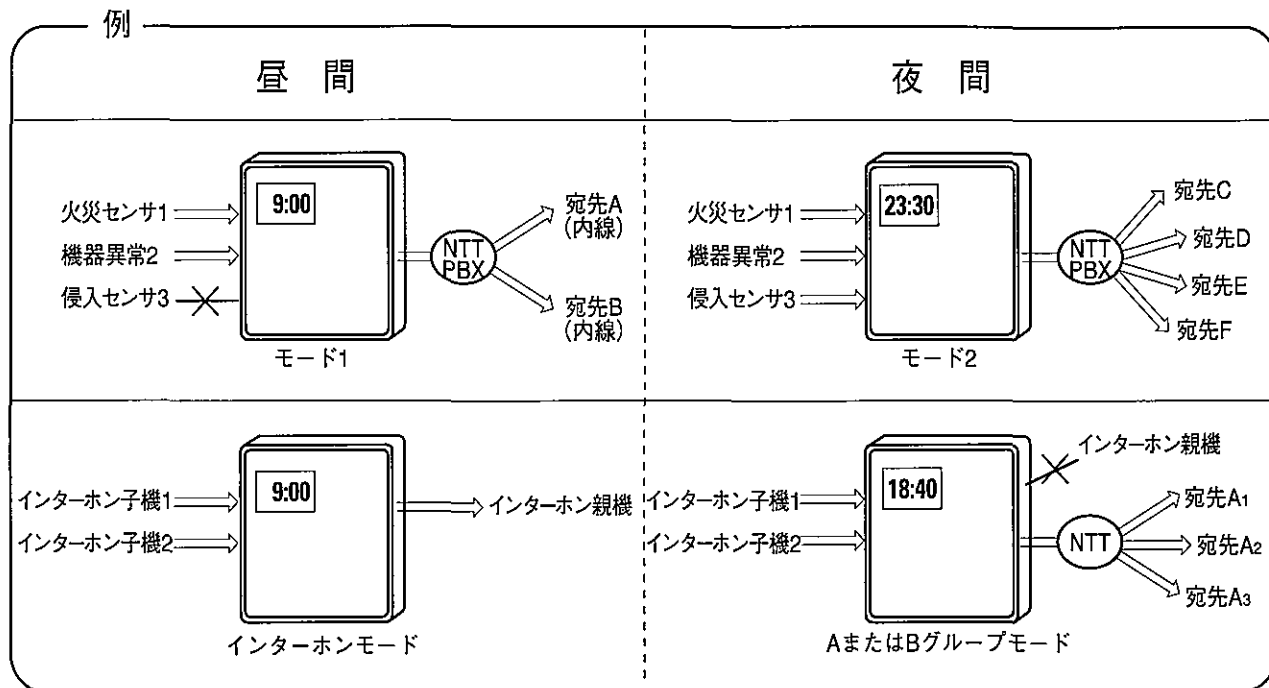 例
昼 間
夜 間
火災センサ1
機器異常2
侵入センサ3
9:00
NTT
PBX
宛先A
(内線)
宛先B
(内線)
モード1
火災センサ1
機器異常2
侵入センサ3
23:30
NTT
PBX
宛先C
宛先D
宛先E
宛先F
モード2
インターホン子機1
インターホン子機2
9:00
インターホン親機
インターホンモード
インターホン子機1
インターホン子機2
18:40
インターホン親機
NTT
宛先A1
宛先A2
宛先A3
AまたはBグループモード